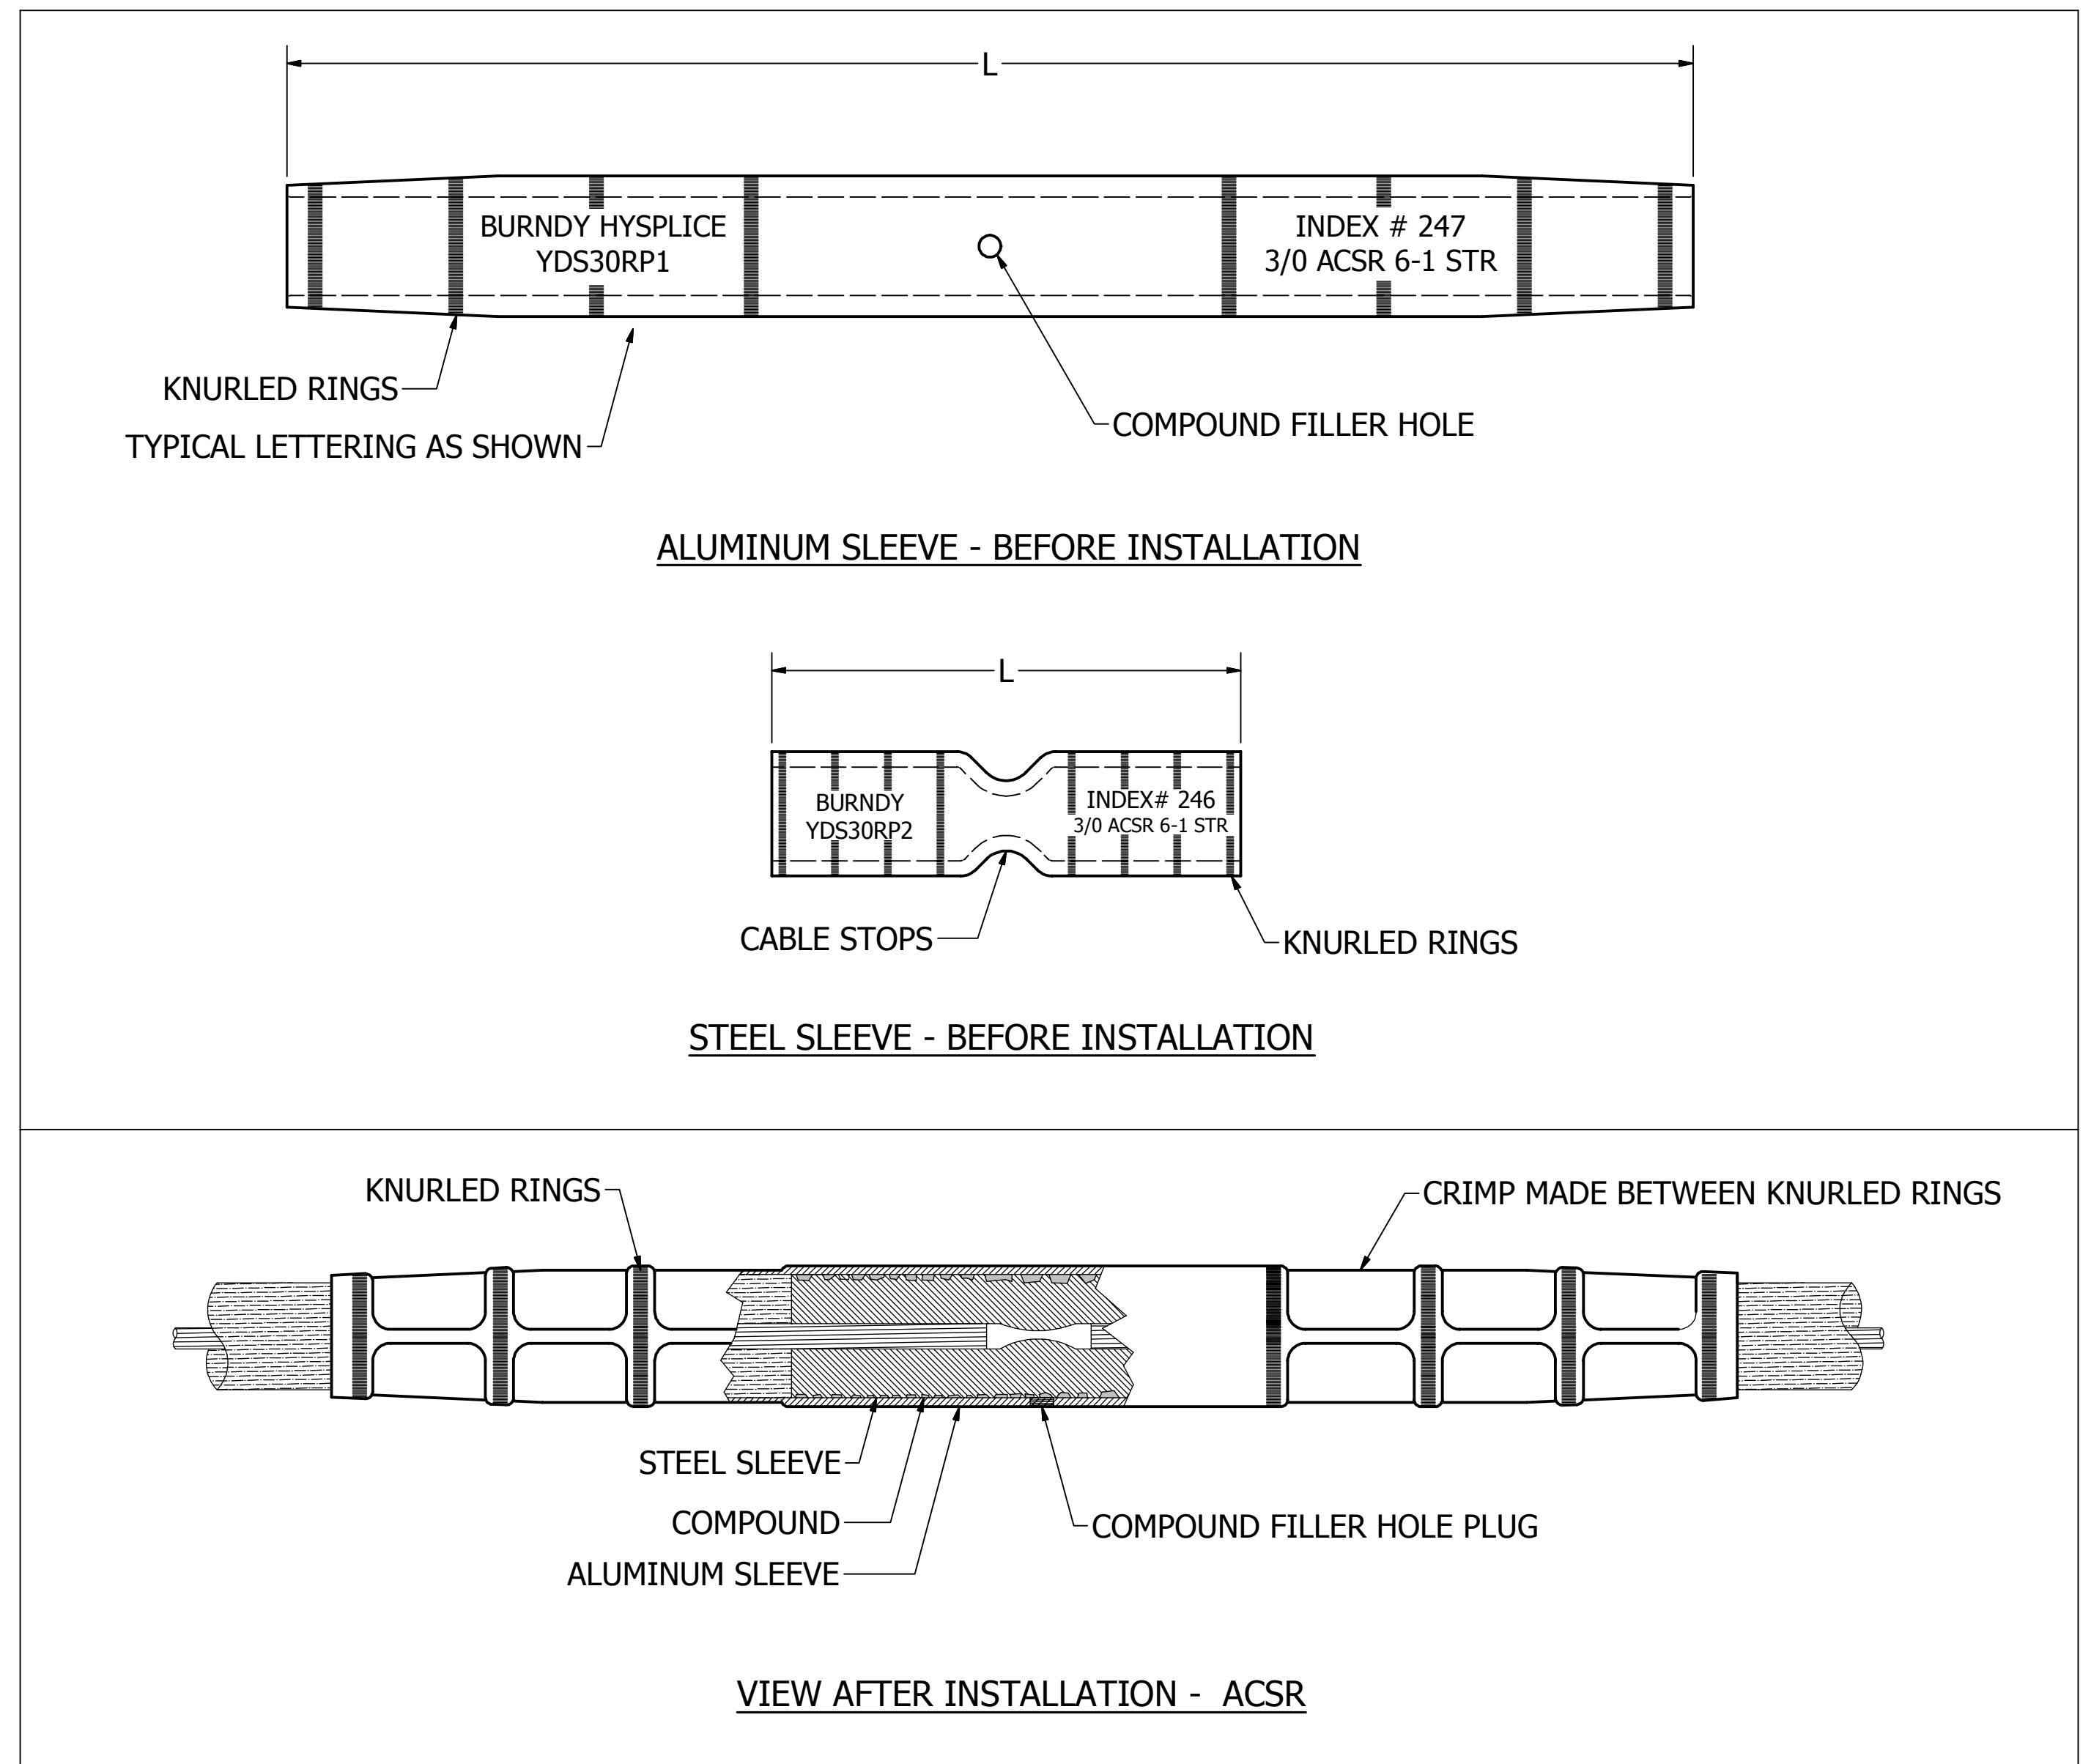 L
BURNDY HYSPLICE
YDS30RP1
INDEX # 247
3/0 ACSR 6-1 STR
KNURLED RINGS
TYPICAL LETTERING AS SHOWN
COMPOUND FILLER HOLE
ALUMINUM SLEEVE - BEFORE INSTALLATION
L
BURNDY
YDS30RP2
INDEX# 246
3/0 ACSR 6-1 STR
CABLE STOPS
KNURLED RINGS
STEEL SLEEVE - BEFORE INSTALLATION
KNURLED RINGS
CRIMP MADE BETWEEN KNURLED RINGS
STEEL SLEEVE
COMPOUND
ALUMINUM SLEEVE
COMPOUND FILLER HOLE PLUG
VIEW AFTER INSTALLATION - ACSR